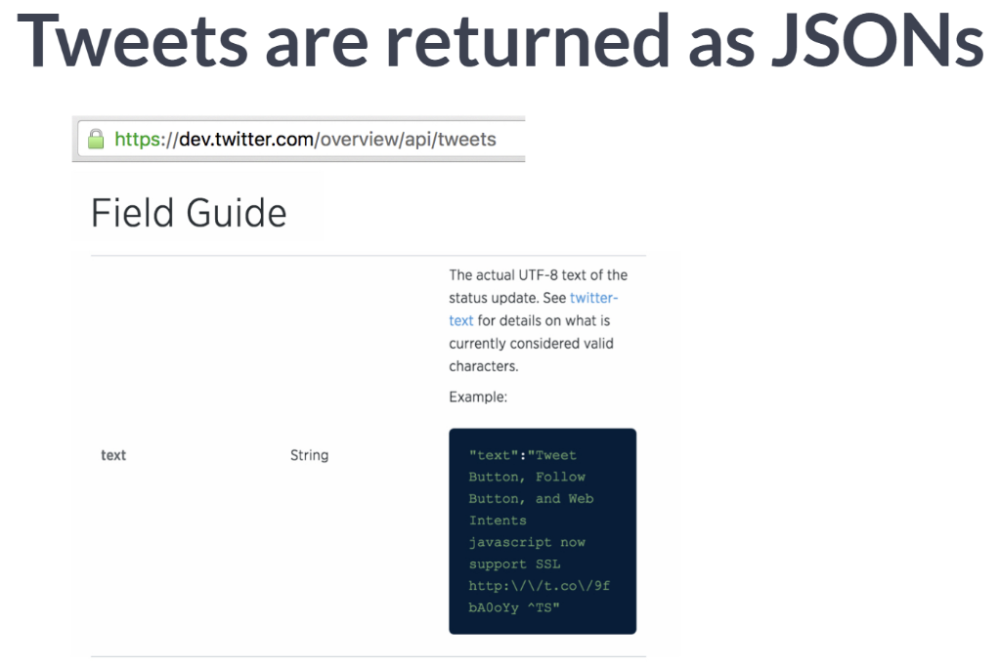 Tweets are returned as JSONs
https://dev.twitter.com/overview/api/tweets
Field Guide
The actual UTF-8 text of the
status update. See twitter-
text for details on what is
currently considered valid
characters.
Example:
text
String
"text":"Tweet
Button, Follow
Button, and Web
Intents
javascript now
support SSL
http:\/\/t.co\/9f
bA0oYy ^TS"